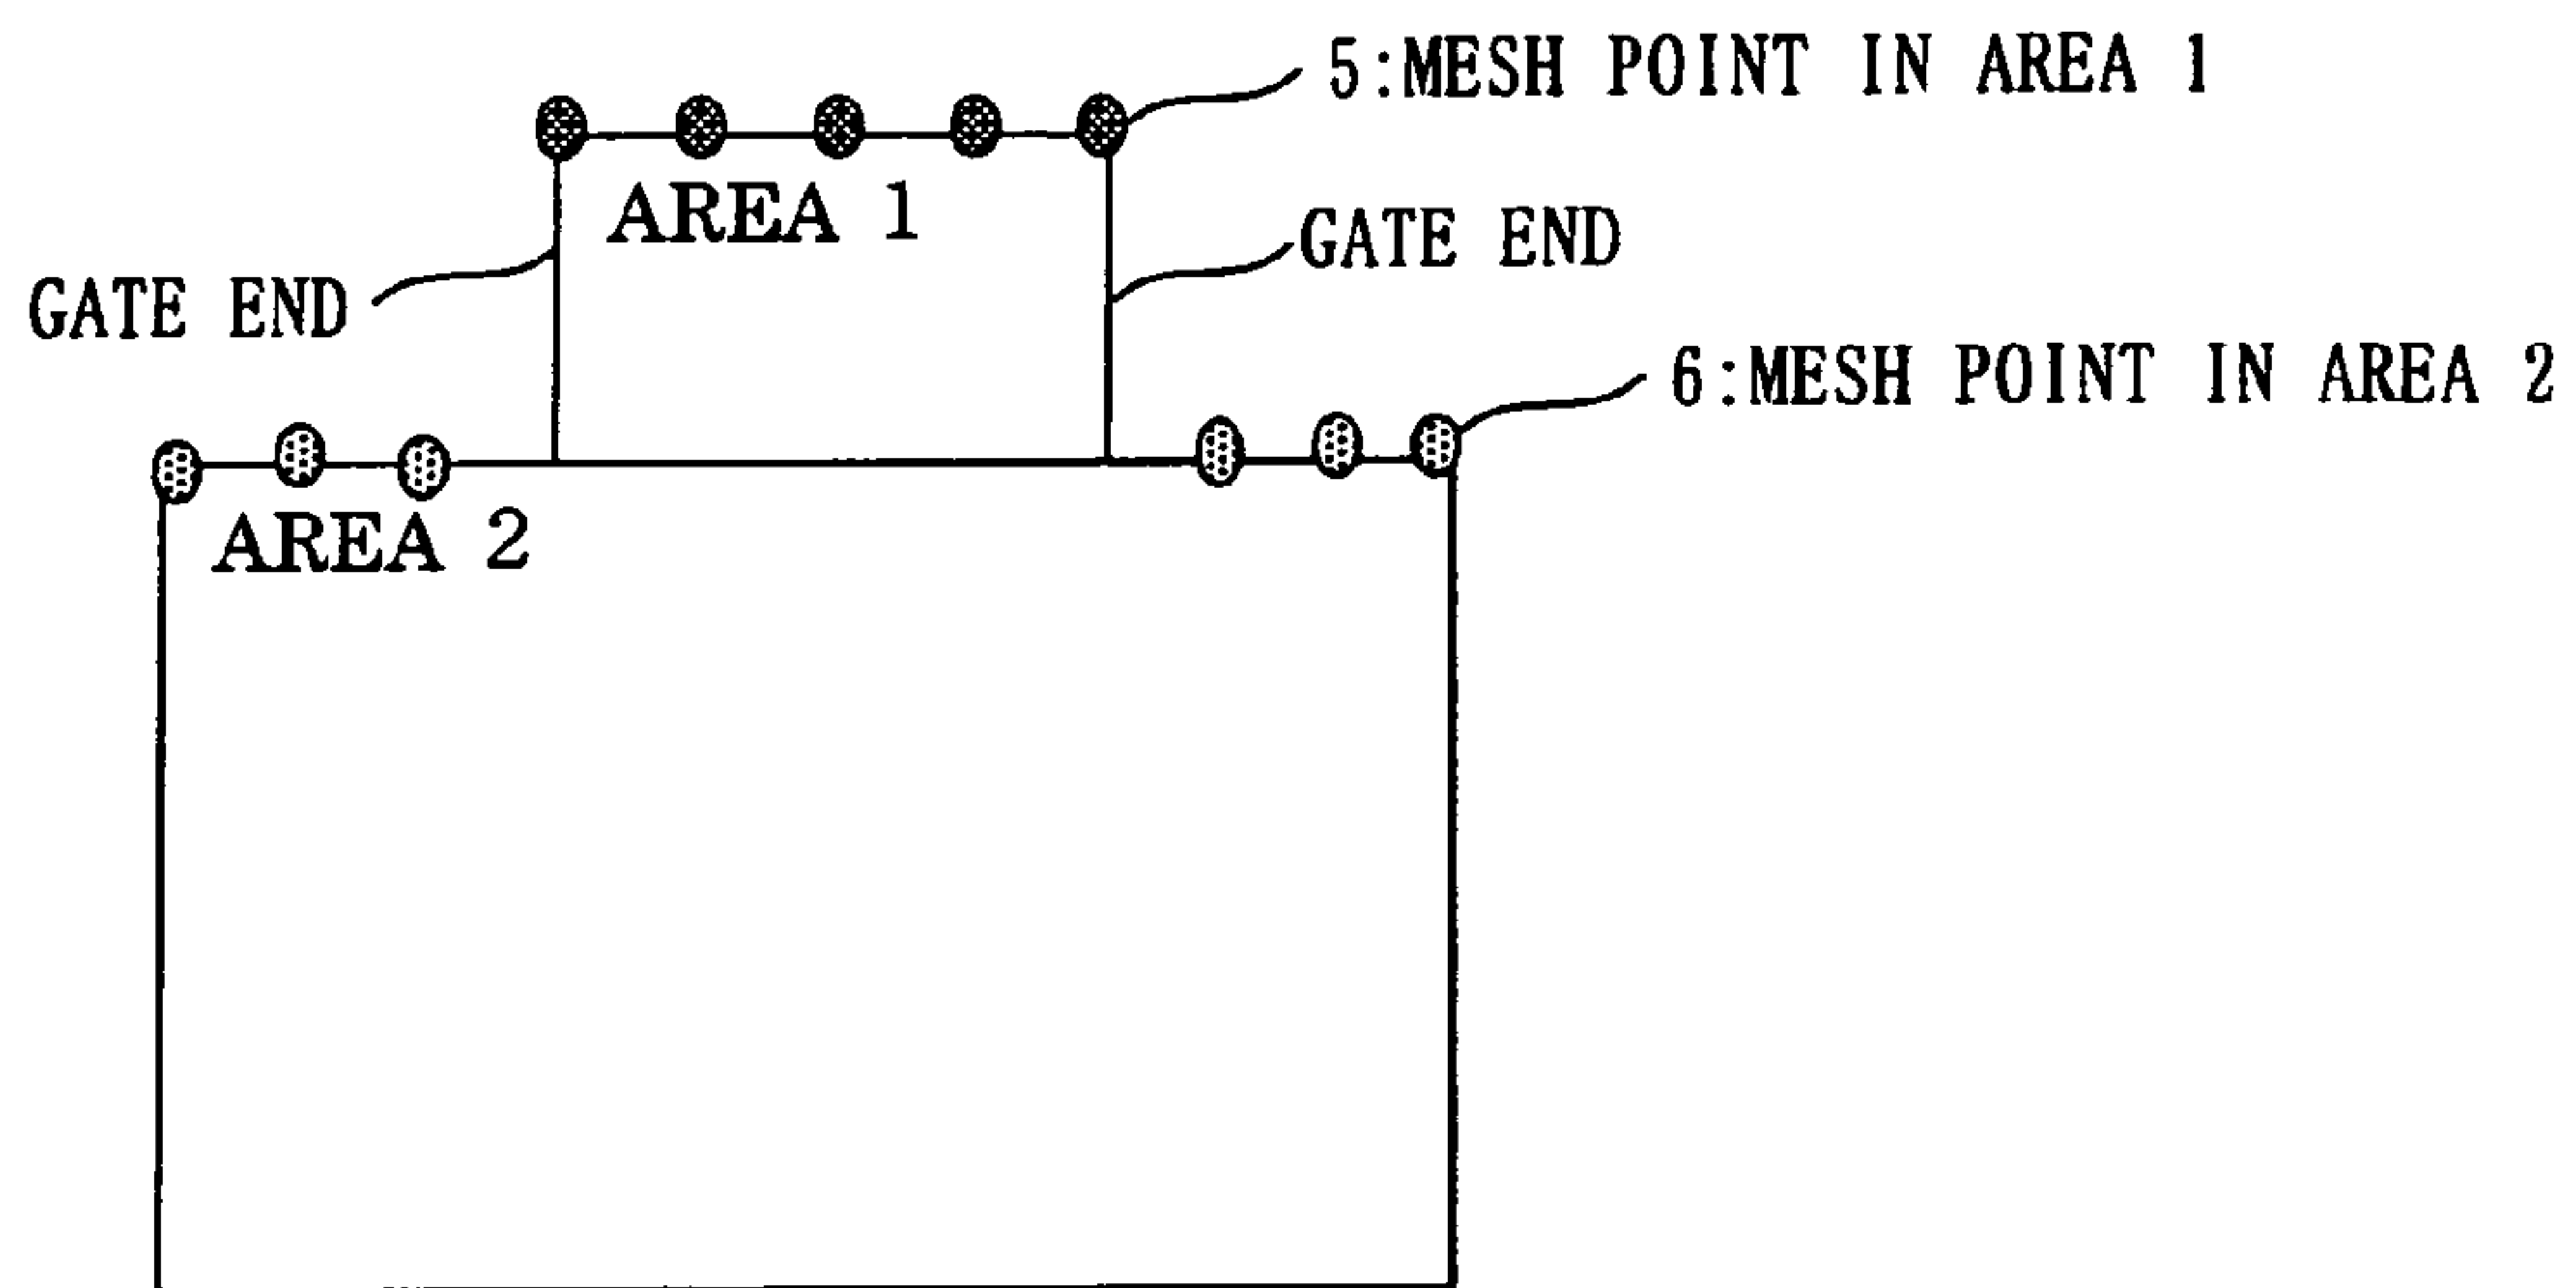 5:MESH POINT IN AREA 1
AREA 1
GATE END
GATE END
6:MESH POINT IN AREA 2
AREA 2